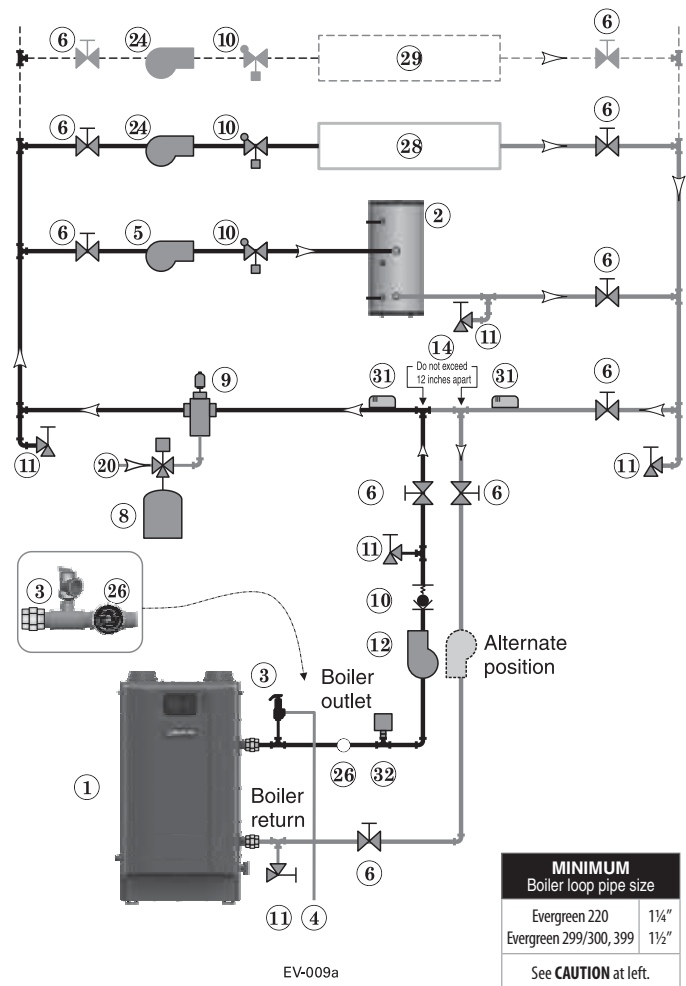 6 24 10 6
29
6 24 10 6
28
6 5 10 2 6
11
14
Do not exceed
12 inches apart
31 31 6
9
11 20 11
8
6 6
11
3 26
10
12
Alternate
position
3
Boiler
outlet
1
26 32
Boiler
return
6
11 4
MINIMUM
Boiler loop pipe size
Evergreen 220 1¼"
Evergreen 299/300, 399 1½"
See CAUTION at left.
EV-009a